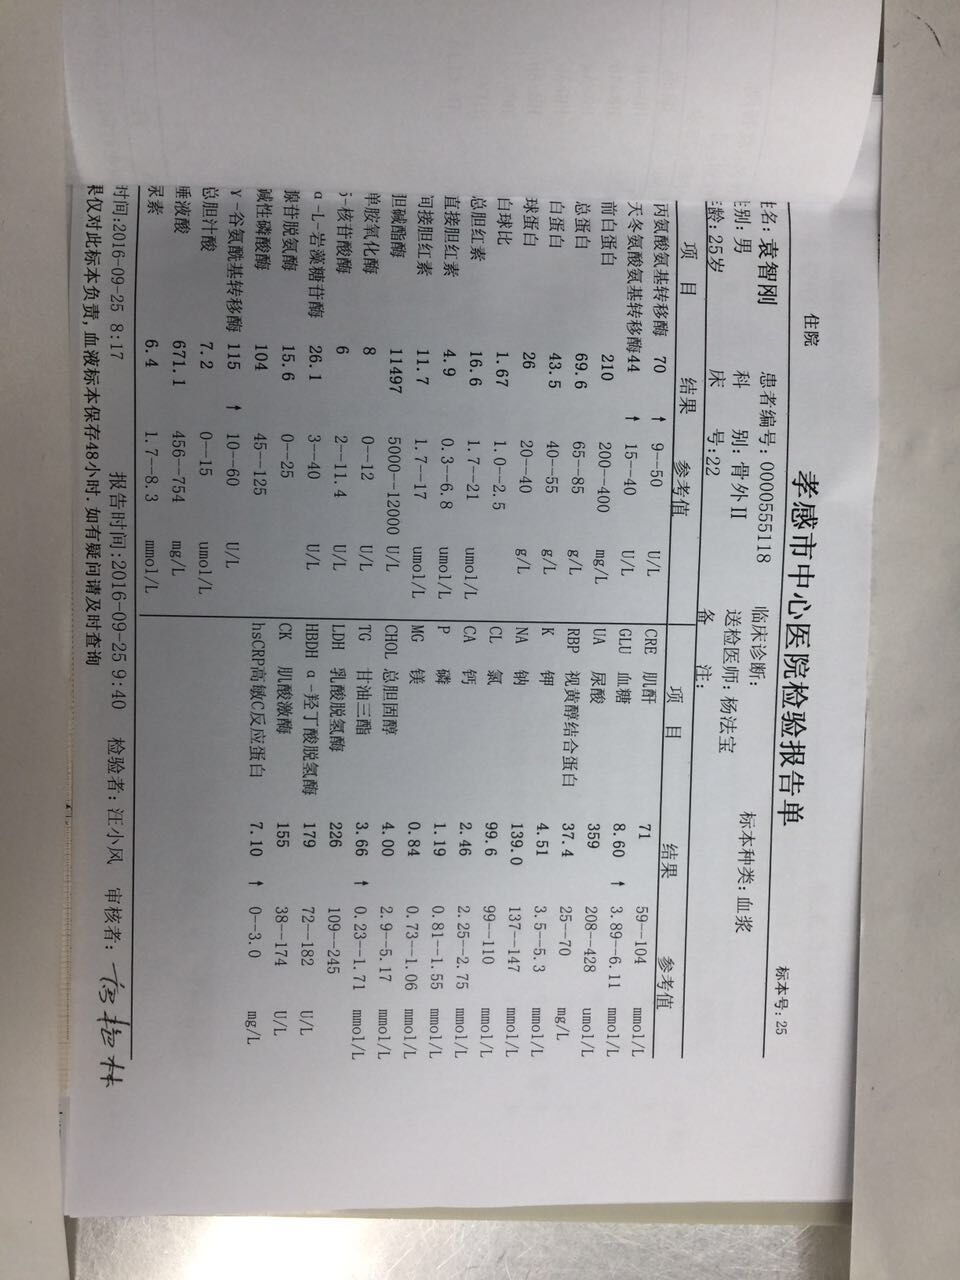 孝感市中心医院检验报告单
住院 标本号:25
姓名:袁智刚 患者编号:0000555118 临床诊断: 标本种类:血浆
性别:男 科 别:骨外II 送检医师:杨法宝
年龄:25岁 床 号:22 备 注:
项 目 结果 参考值 项 目 结果 参考值
丙氨酸氨基转移酶 70 ↑ 9--50 U/L CRE 肌酐 71 59--104 mmol/L
天冬氨酸氨基转移酶 44 ↑ 15--40 U/L GLU 血糖 8.60 ↑ 3.89--6.11 mmol/L
前白蛋白 210 200--400 mg/L UA 尿酸 359 208--428 umol/L
总蛋白 69.6 65--85 g/L RBP 视黄醇结合蛋白 37.4 25--70 mg/L
白蛋白 43.5 40--55 g/L K 钾 4.51 3.5--5.3 mmol/L
球蛋白 26 20--40 g/L NA 钠 139.0 137--147 mmol/L
白球比 1.67 1.0--2.5 CL 氯 99.6 99--110 mmol/L
总胆红素 16.6 1.7--21 umol/L CA 钙 2.46 2.25--2.75 mmol/L
直接胆红素 4.9 0.3--6.8 umol/L P 磷 1.19 0.81--1.55 mmol/L
间接胆红素 11.7 1.7--17 umol/L MG 镁 0.84 0.73--1.06 mmol/L
胆碱酯酶 11497 5000--12000 U/L CHOL 总胆固醇 4.00 2.9--5.17 mmol/L
单胺氧化酶 8 0--12 U/L TG 甘油三酯 3.66 ↑ 0.23--1.71 mmol/L
5-核苷酸酶 6 2--11.4 U/L LDH 乳酸脱氢酶 226 109--245
α-L-岩藻糖苷酶 26.1 3--40 U/L HBDH α-羟丁酸脱氢酶 179 72--182 U/L
腺苷脱氨酶 15.6 0--25 CK 肌酸激酶 155 38--174 U/L
碱性磷酸酶 104 45--125 hsCRP高敏C反应蛋白 7.10 ↑ 0--3.0 mg/L
γ-谷氨酰基转移酶 115 ↑ 10--60 U/L
总胆汁酸 7.2 0--15 umol/L
唾液酸 671.1 456--754 mg/L
尿素 6.4 1.7--8.3 mmol/L
时间:2016-09-25 8:17 报告时间:2016-09-25 9:40 检验者:汪小风 审核者:
果仅对此标本负责,血液标本保存48小时.如有疑问请及时查询